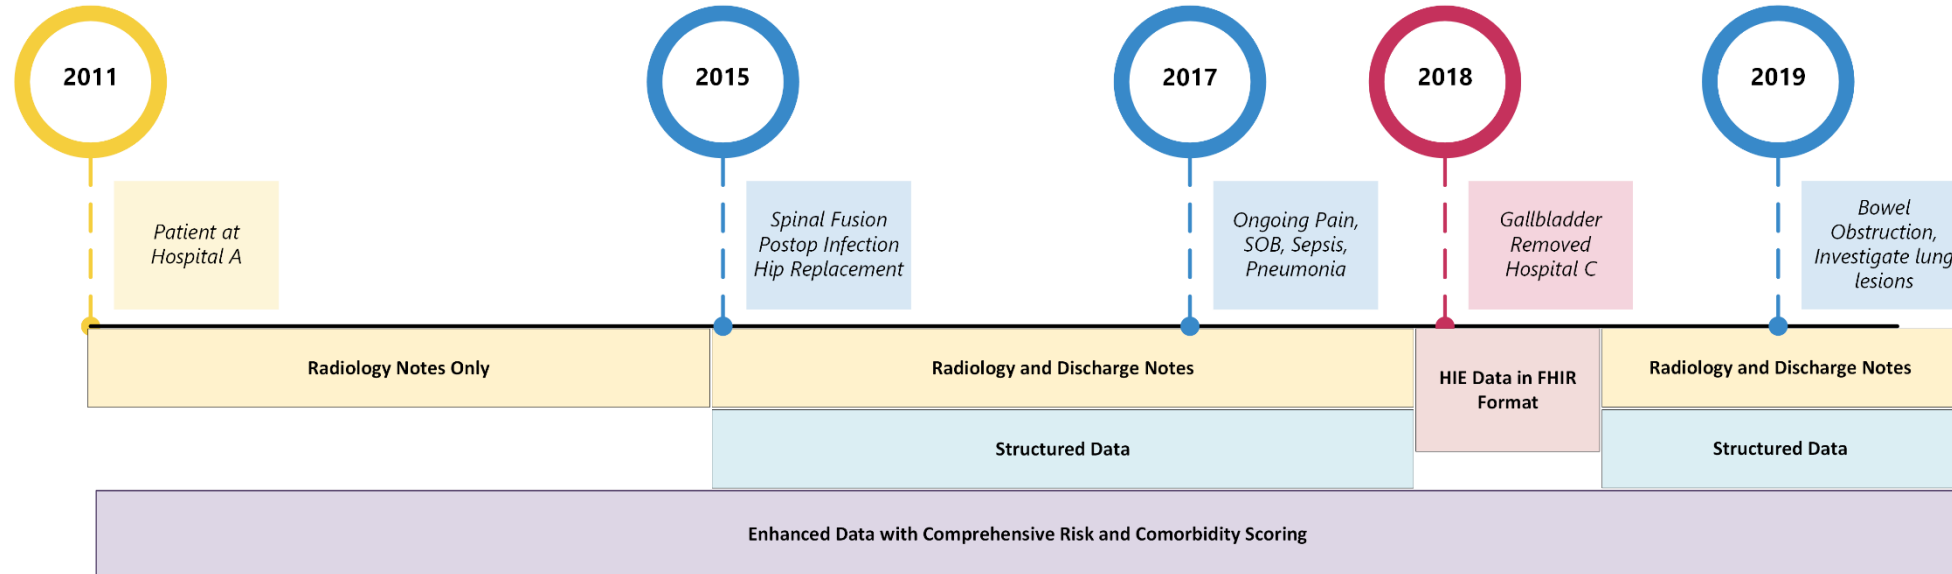 2011
2015
2017
2018
2019
Patient at
Hospital A
Spinal Fusion
Postop Infection
Hip Replacement
Ongoing Pain,
SOB, Sepsis,
Pneumonia
Gallbladder
Removed
Hospital C
Bowel
Obstruction,
Investigate lung
lesions
Radiology Notes Only
Radiology and Discharge Notes
HIE Data in FHIR
Format
Radiology and Discharge Notes
Structured Data
Structured Data
Enhanced Data with Comprehensive Risk and Comorbidity Scoring